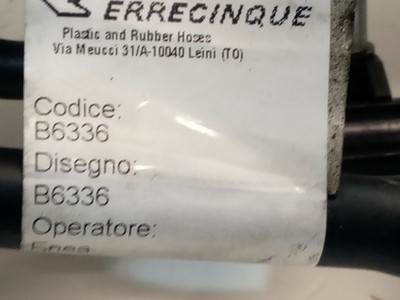 ERRECINQUE
Plastic and Rubber Hoses
Via Meucci 31/A-10040 Leinì (TO)
Codice:
B6336
Disegno:
B6336
Operatore: